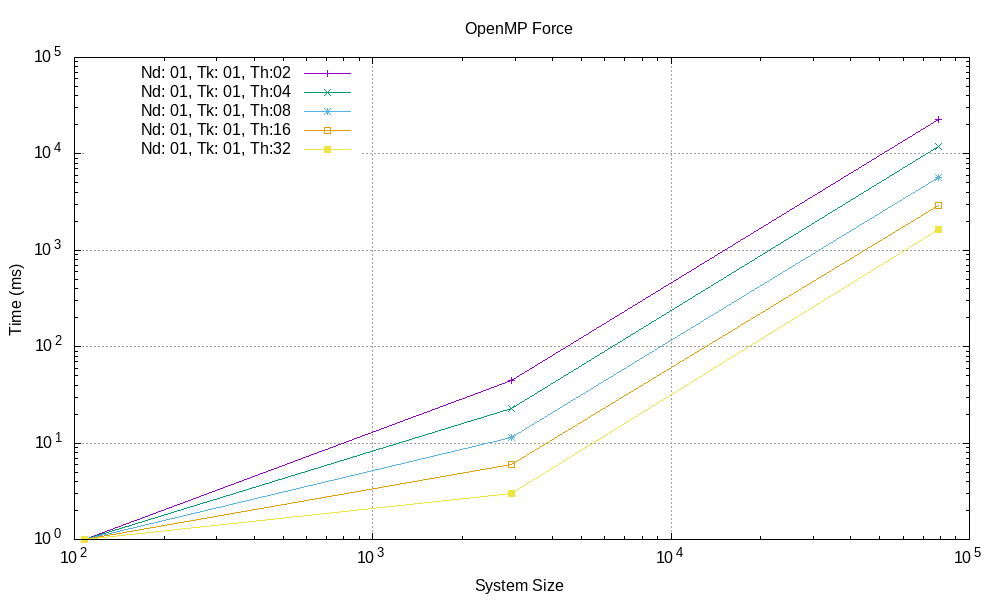 OpenMP Force
10^5
10^4
10^3
10^2
10^1
10^0
Time (ms)
Nd: 01, Tk: 01, Th:02
Nd: 01, Tk: 01, Th:04
Nd: 01, Tk: 01, Th:08
Nd: 01, Tk: 01, Th:16
Nd: 01, Tk: 01, Th:32
10^2 10^3 10^4 10^5
System Size